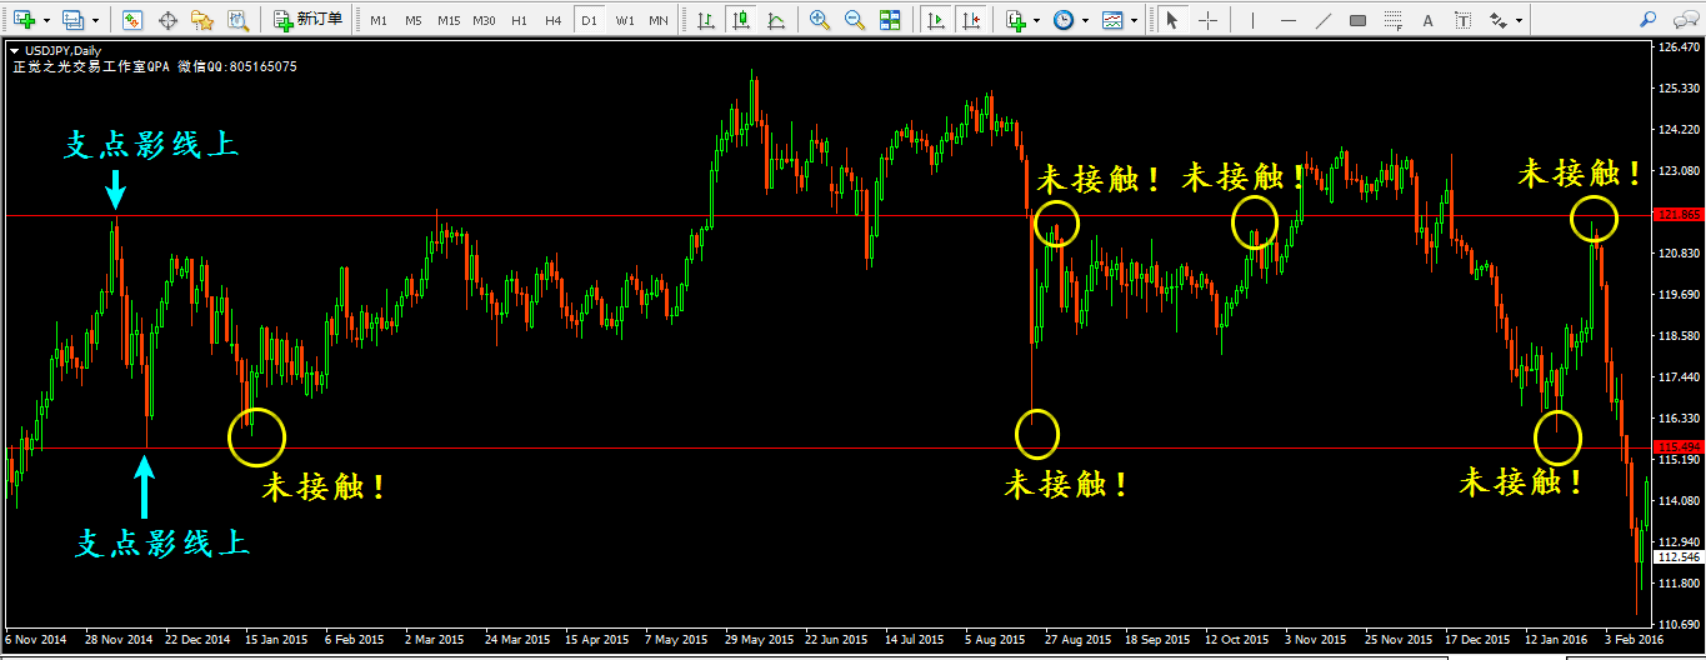 新订单
M1 M5 M15 M30 H1 H4 D1 W1 MN
A T
USDJPY,Daily
正觉之光交易工作室QPA 微信QQ:805165075
126.470
125.330
124.220
支点影线上
未接触！ 未接触！ 未接触！
123.080
121.865
120.830
119.690
118.580
117.440
116.330
115.494
115.190
未接触！ 未接触！ 未接触！
114.080
支点影线上
112.940
112.546
111.800
110.690
6 Nov 2014 28 Nov 2014 22 Dec 2014 15 Jan 2015 6 Feb 2015 2 Mar 2015 24 Mar 2015 15 Apr 2015 7 May 2015 29 May 2015 22 Jun 2015 14 Jul 2015 5 Aug 2015 27 Aug 2015 18 Sep 2015 12 Oct 2015 3 Nov 2015 25 Nov 2015 17 Dec 2015 12 Jan 2016 3 Feb 2016